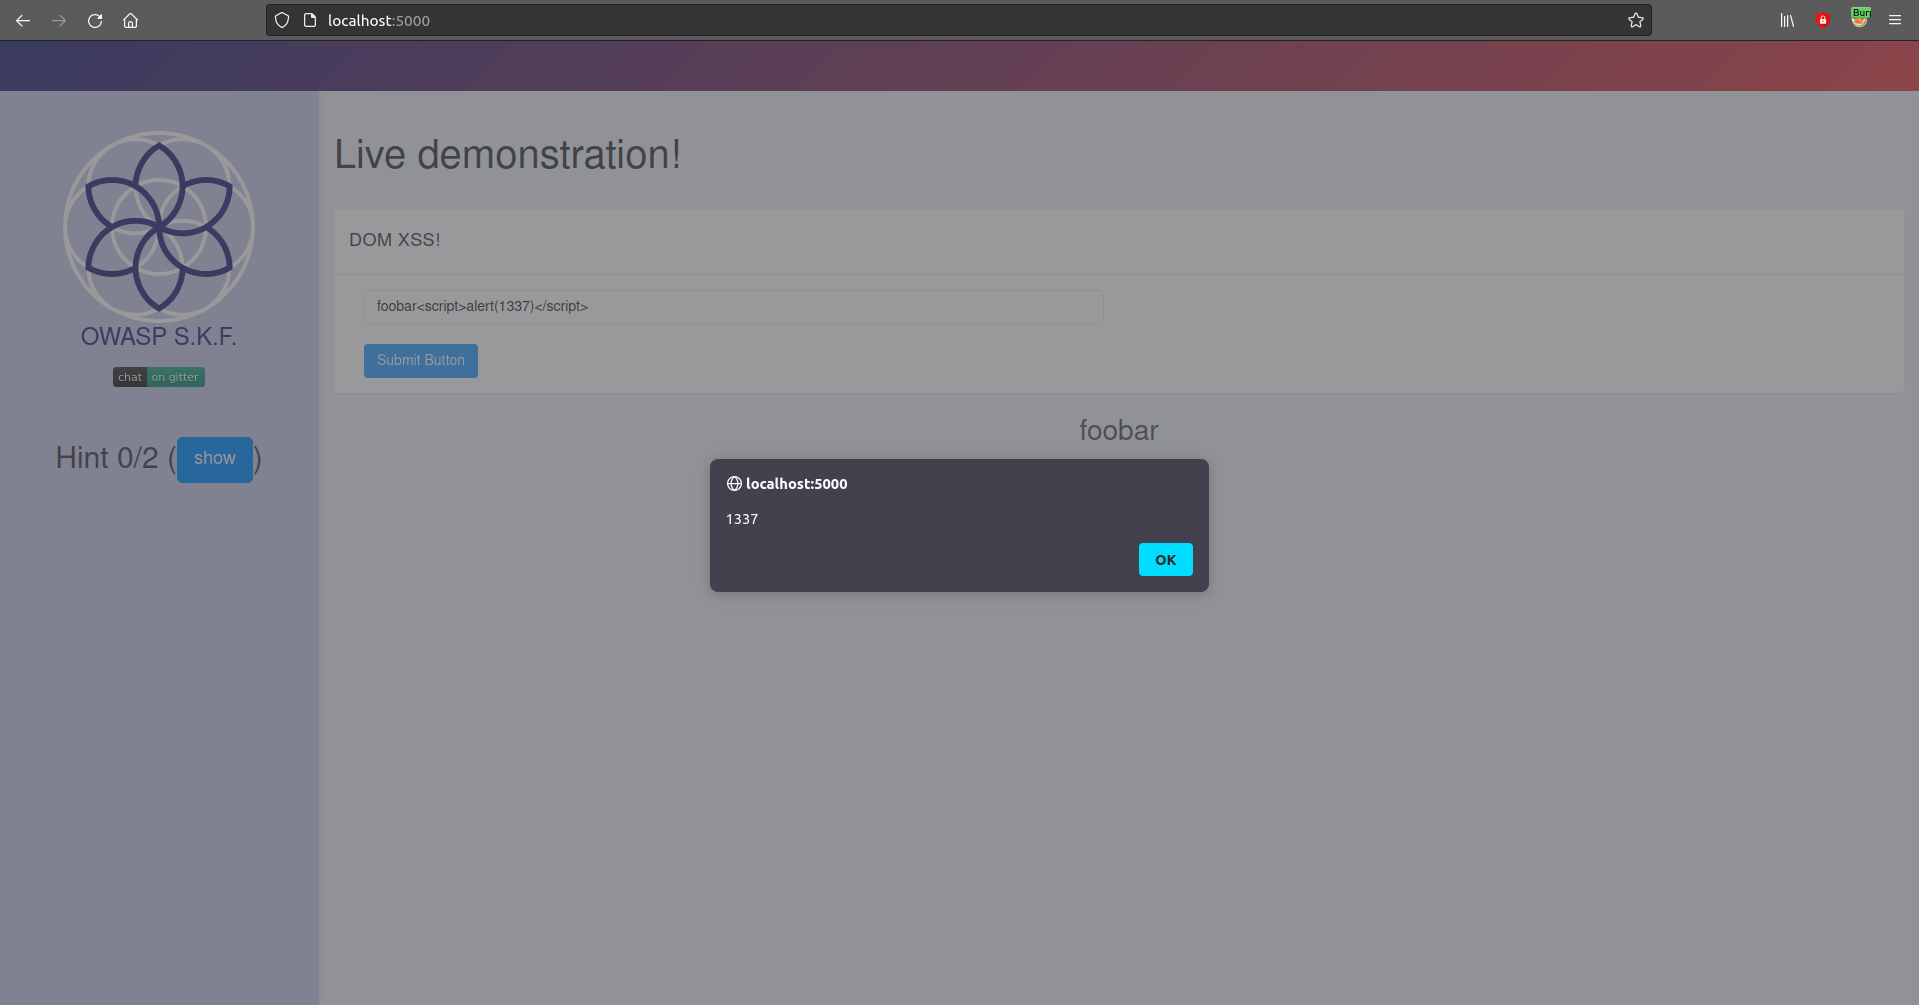 localhost:5000
Bur
Live demonstration!
DOM XSS!
foobar<script>alert(1337)</script>
Submit Button
OWASP S.K.F.
chat on gitter
Hint 0/2 (show)
foobar
localhost:5000
1337
OK